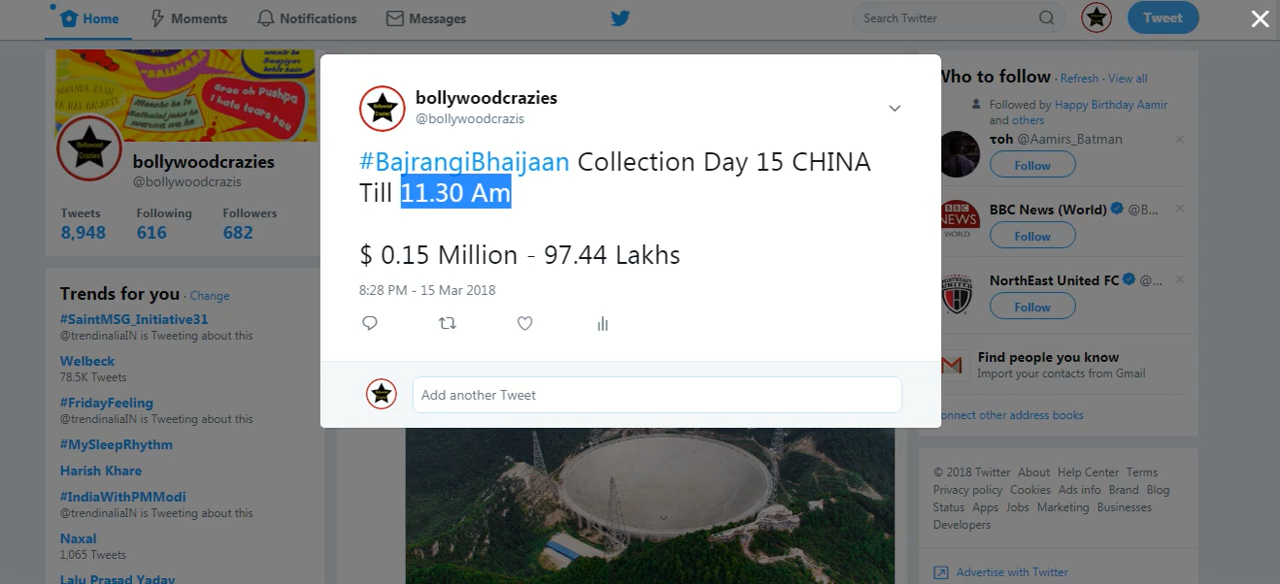 Home
Moments
Notifications
Messages
Search Twitter
Tweet
bollywoodcrazies
@bollywoodcrazis
Tweets Following Followers
8,948 616 682
Trends for you · Change
#SaintMSG_Initiative31
@trendinaliaIN is Tweeting about this
Welbeck
78.5K Tweets
#FridayFeeling
@trendinaliaIN is Tweeting about this
#MySleepRhythm
Harish Khare
#IndiaWithPMModi
@trendinaliaIN is Tweeting about this
Naxal
1,065 Tweets
Lalu Prasad Yadav
bollywoodcrazies
@bollywoodcrazis
#BajrangiBhaijaan Collection Day 15 CHINA
Till 11.30 Am
$ 0.15 Million - 97.44 Lakhs
8:28 PM - 15 Mar 2018
Add another Tweet
Who to follow · Refresh · View all
Followed by Happy Birthday Aamir
and others
тoh @Aamirs_Batman
Follow
BBC
NEWS
WORLD
BBC News (World) @B...
Follow
NorthEast United FC @...
Follow
Find people you know
Import your contacts from Gmail
onnect other address books
© 2018 Twitter About Help Center Terms
Privacy policy Cookies Ads info Brand Blog
Status Apps Jobs Marketing Businesses
Developers
Advertise with Twitter